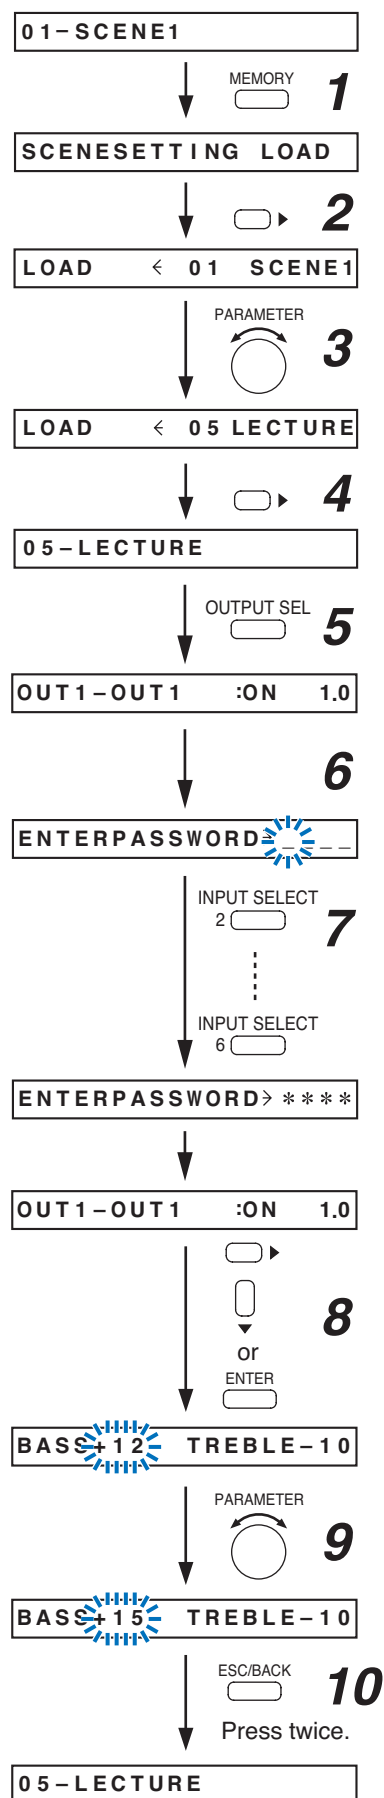 01-SCENE1
MEMORY
1
SCENESETTING LOAD
2
LOAD < 01 SCENE1
PARAMETER
3
LOAD < 05 LECTURE
4
05-LECTURE
OUTPUT SEL
5
OUT1-OUT1 :ON 1.0
6
ENTERPASSWORD> _ _ _ _
INPUT SELECT
2
7
INPUT SELECT
6
ENTERPASSWORD> ****
OUT1-OUT1 :ON 1.0
8
or
ENTER
BASS+12 TREBLE-10
PARAMETER
9
BASS+15 TREBLE-10
ESC/BACK
10
Press twice.
05-LECTURE